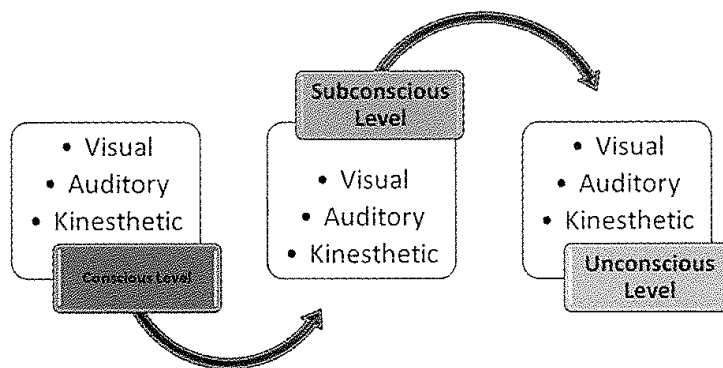 • Visual
• Auditory
• Kinesthetic
Conscious Level
Subconscious
Level
• Visual
• Auditory
• Kinesthetic
• Visual
• Auditory
• Kinesthetic
Unconscious
Level